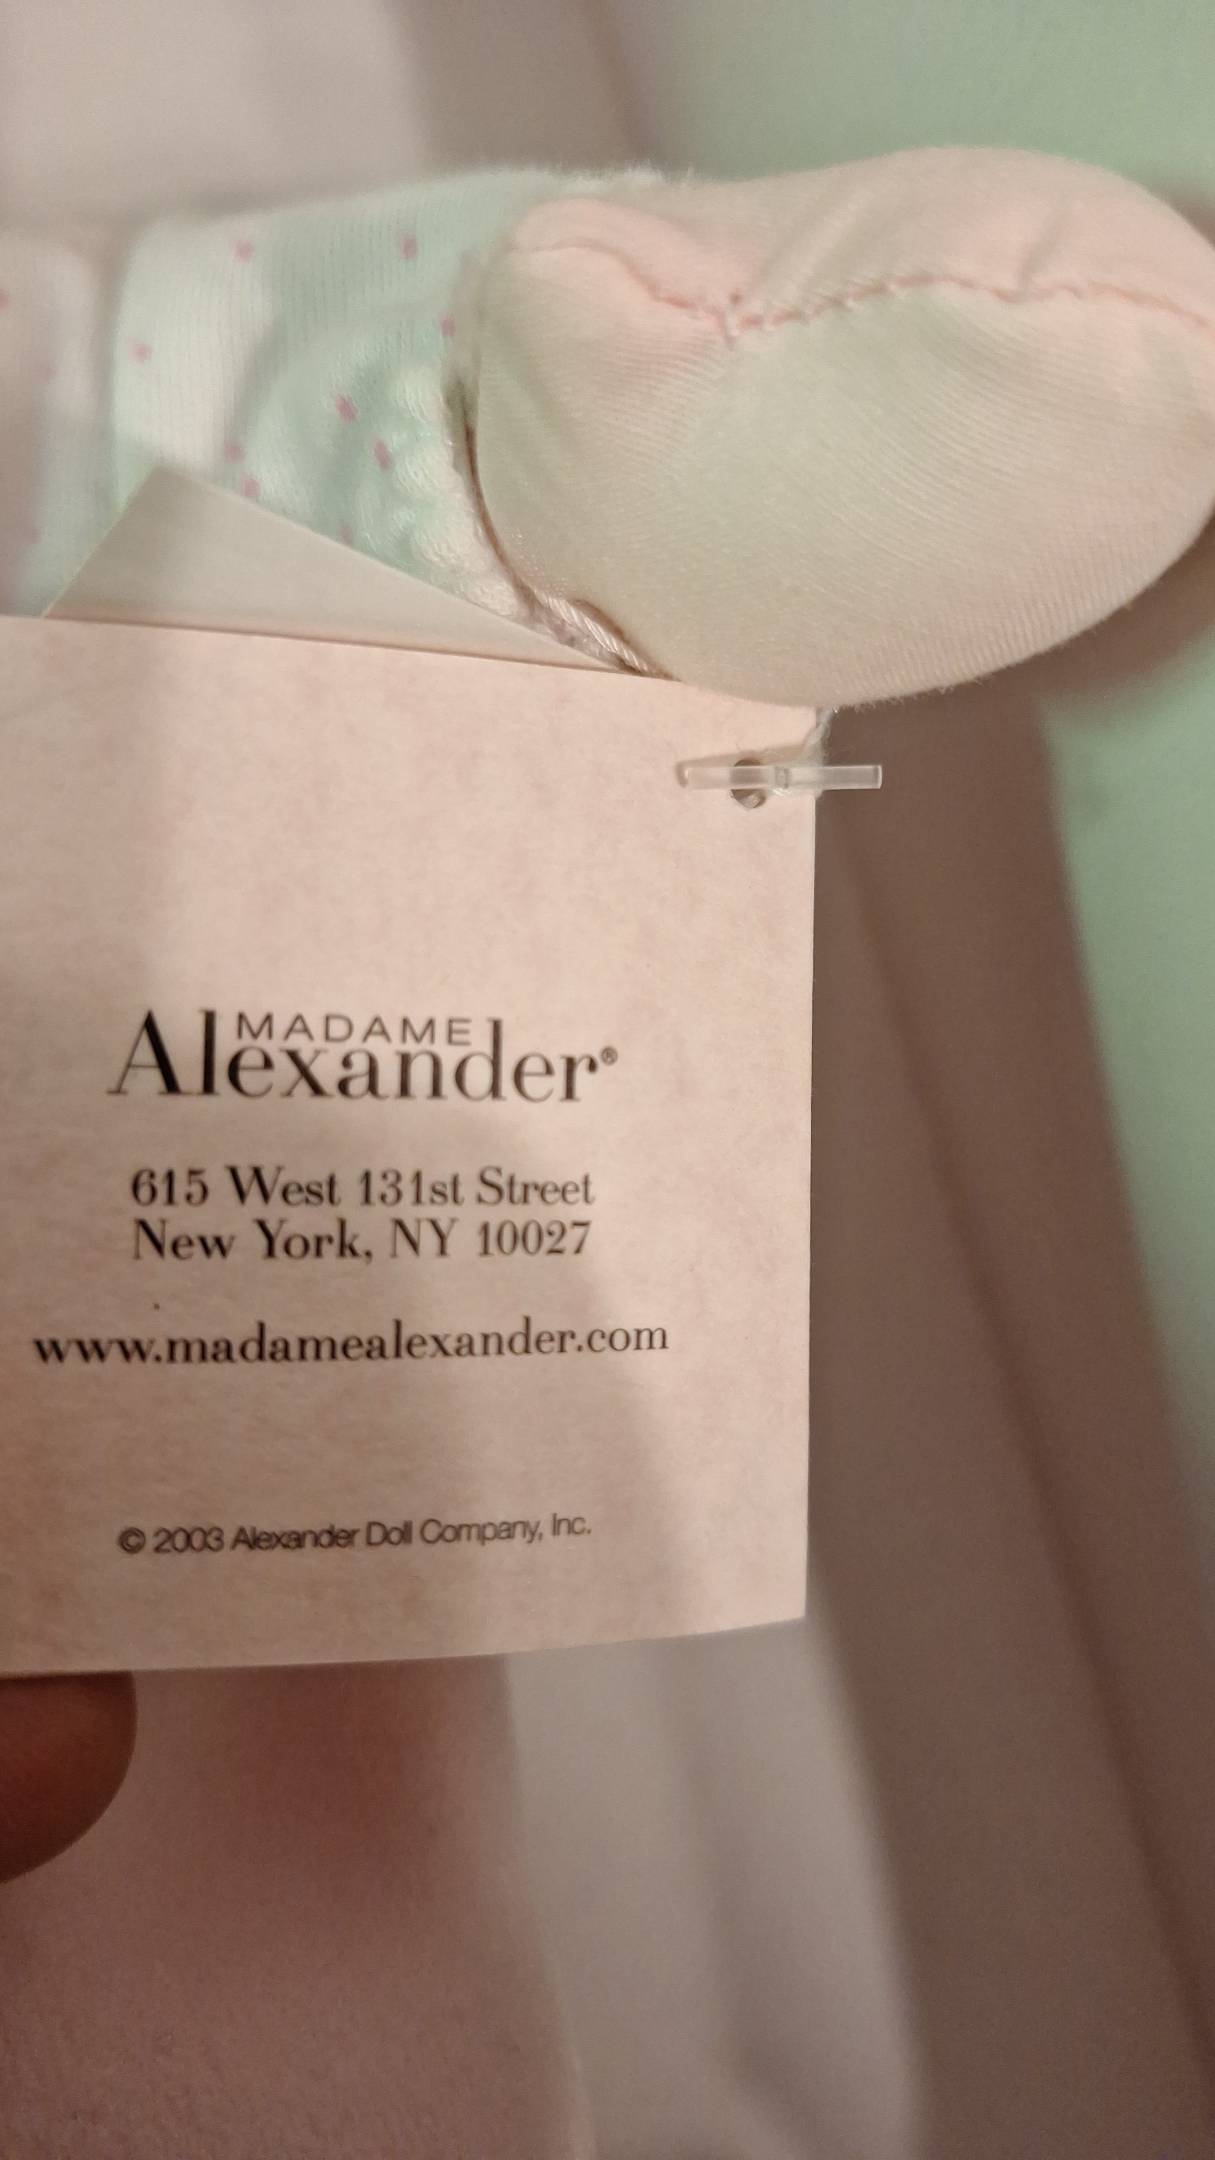 MADAME
Alexander®
615 West 131st Street
New York, NY 10027
www.madamealexander.com
© 2003 Alexander Doll Company, Inc.